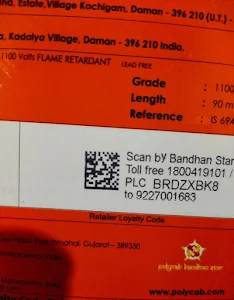 Estate, Village Kachigam, Daman - 396 210 (U.T.) -
Kadaiya Village, Daman - 396 210 India.
1100 Volts FLAME RETARDANT LEAD FREE
Grade : 1100
Length : 90 m
Reference : IS 694
Scan by Bandhan Star
Toll free 1800419101 /
PLC BRDZXBK8
to 9227001683
Retailer Loyalty Code
Gujarat - 389350
polycab bandhan star
www.polycab.com